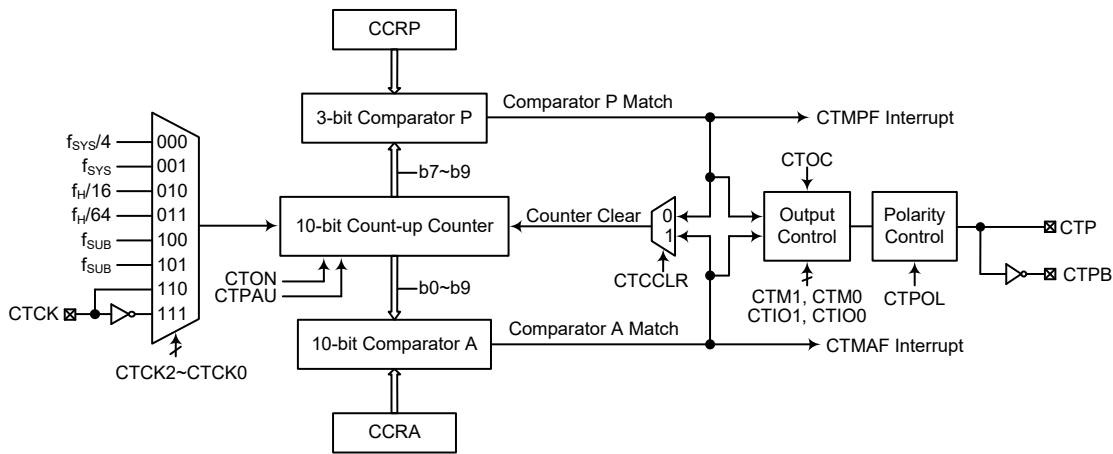 CCRP
3-bit Comparator P
Comparator P Match
CTMPF Interrupt
b7~b9
fSYS/4 000
fSYS 001
fH/16 010
fH/64 011
fSUB 100
fSUB 101
110
111
CTCK
CTCK2~CTCK0
10-bit Count-up Counter
CTON
CTPAU
Counter Clear
0
1
CTCCLR
CTOC
Output
Control
CTM1, CTM0
CTIO1, CTIO0
Polarity
Control
CTPOL
CTP
CTPB
b0~b9
10-bit Comparator A
Comparator A Match
CTMAF Interrupt
CCRA